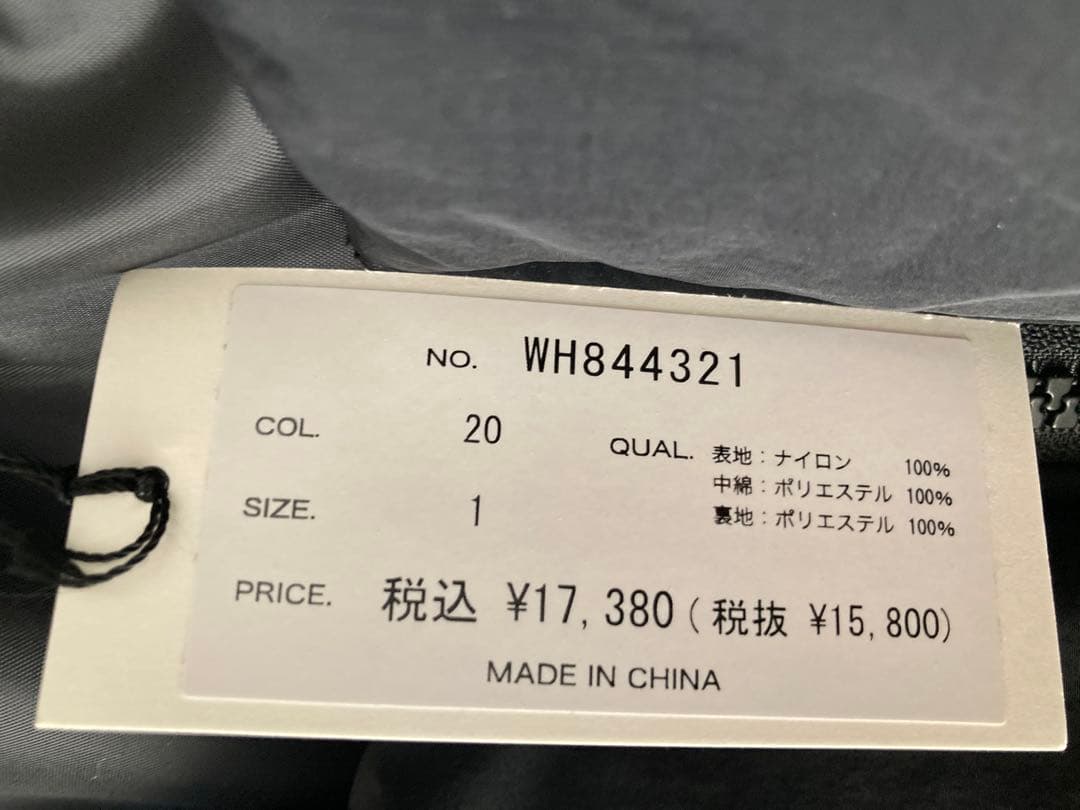 NO. WH844321
COL. 20
QUAL. 表地：ナイロン 100%
中綿：ポリエステル 100%
裏地：ポリエステル 100%
SIZE. 1
PRICE. 税込 ¥17,380(税抜 ¥15,800)
MADE IN CHINA